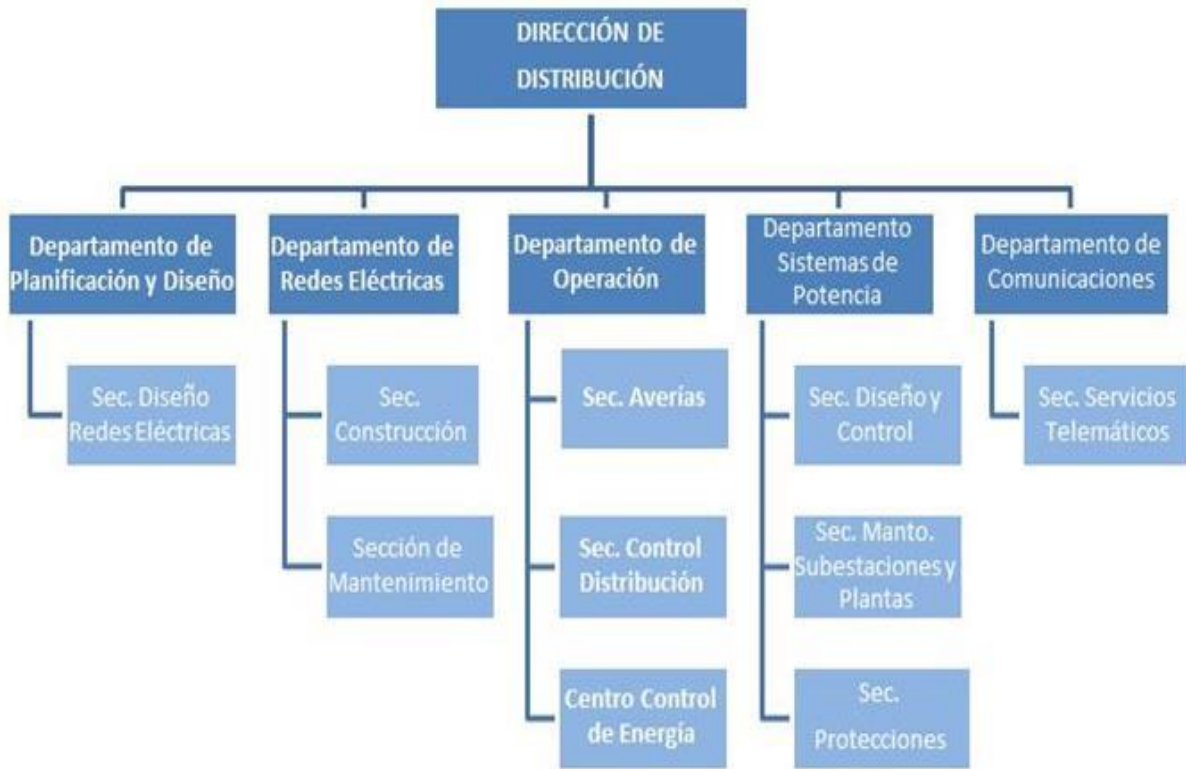 DIRECCIÓN DE
DISTRIBUCIÓN
Departamento de
Planificación y Diseño
Departamento de
Redes Eléctricas
Departamento de
Operación
Departamento
Sistemas de
Potencia
Departamento de
Comunicaciones
Sec. Diseño
Redes Eléctricas
Sec.
Construcción
Sec. Averías
Sec. Diseño y
Control
Sec. Servicios
Telemáticos
Sección de
Mantenimiento
Sec. Control
Distribución
Sec. Manto.
Subestaciones y
Plantas
Centro Control
de Energía
Sec.
Protecciones